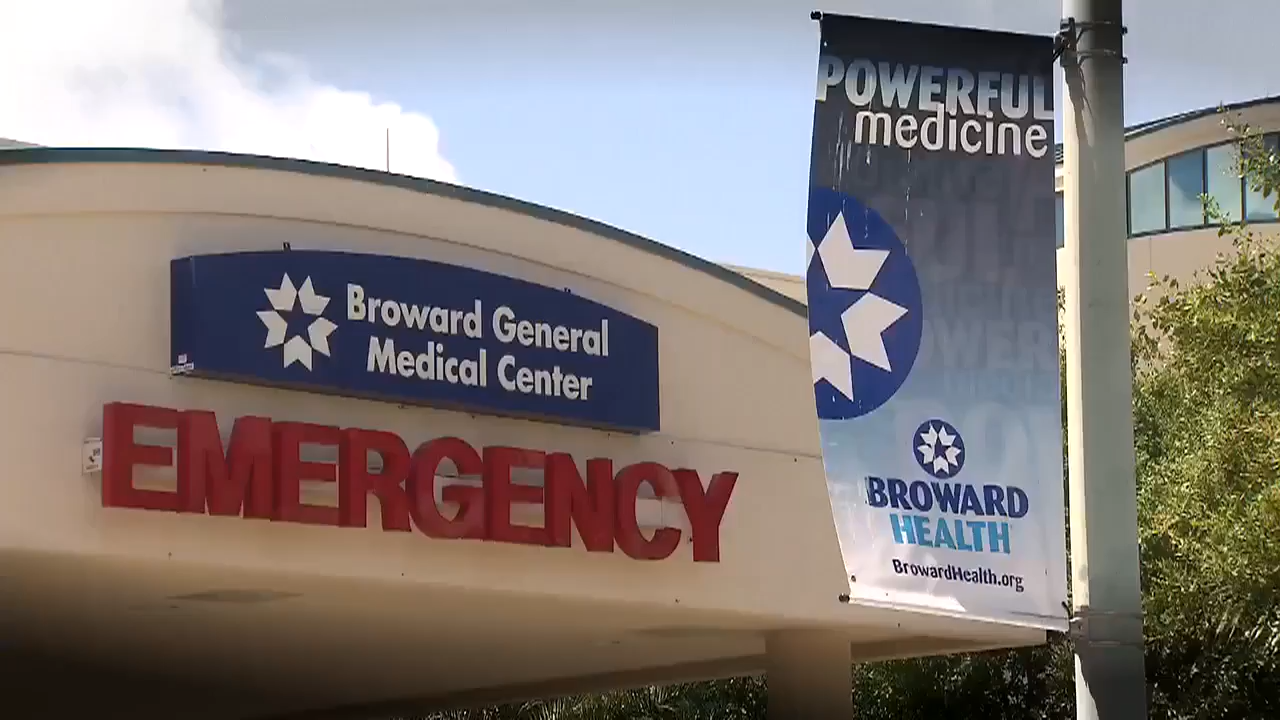 Broward General
Medical Center
EMERGENCY
POWERFUL
medicine
BROWARD
HEALTH
BrowardHealth.org